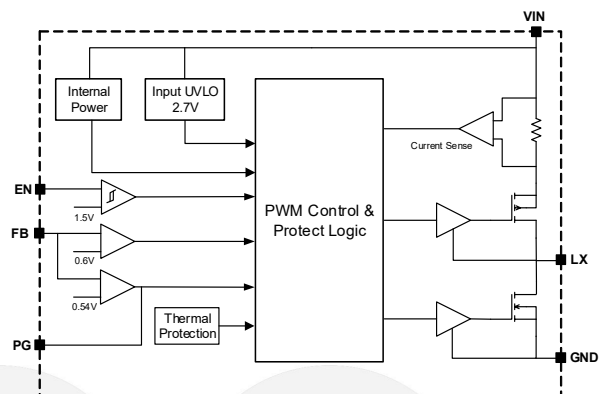 VIN
Internal
Power
Input UVLO
2.7V
Current Sense
EN
1.5V
PWM Control &
Protect Logic
FB
0.6V
LX
0.54V
Thermal
Protection
PG
GND